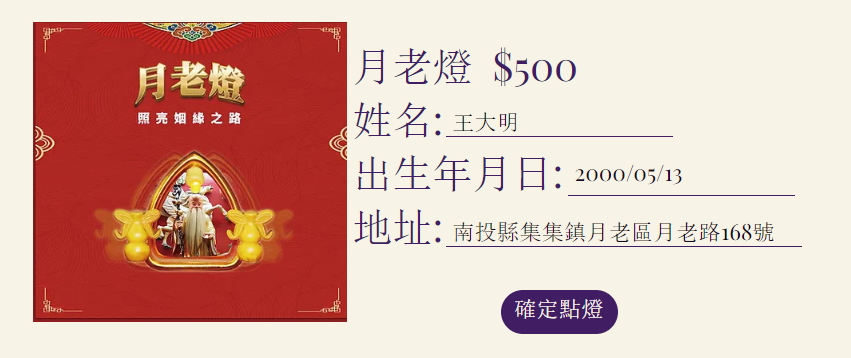 月老燈
照亮姻緣之路
月老燈 $500
姓名: 王大明
出生年月日: 2000/05/13
地址: 南投縣集集鎮月老區月老路168號
確定點燈